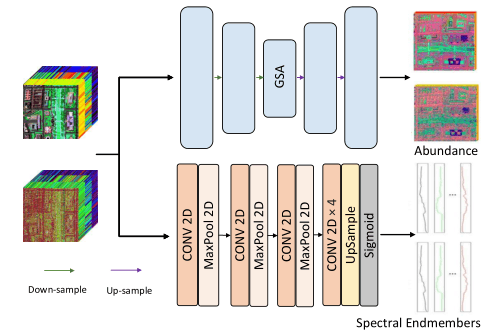 GSA
Abundance
CONV 2D
MaxPool 2D
CONV 2D
MaxPool 2D
CONV 2D
MaxPool 2D
CONV 2D × 4
UpSample
Sigmoid
Down-sample
Up-sample
Spectral Endmembers